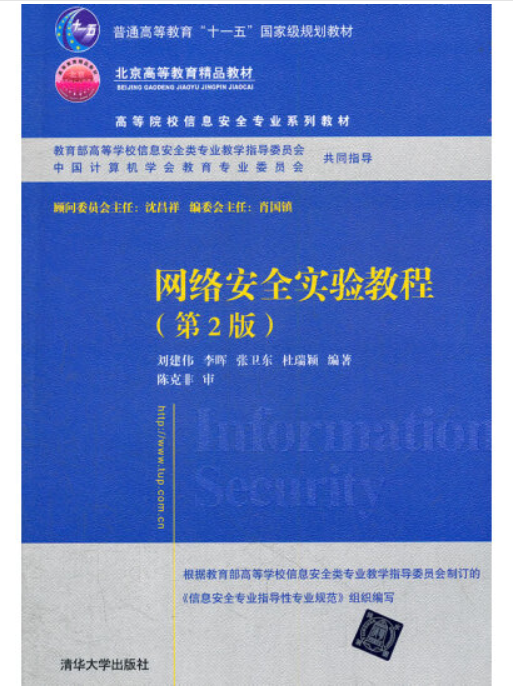 十一五
普通高等教育“十一五”国家级规划教材
北京高等教育精品教材
BEIJING GAODENG JIAOYU JINGPIN JIAOCAI
高等院校信息安全专业系列教材
教育部高等学校信息安全类专业教学指导委员会
中国计算机学会教育专业委员会
共同指导
顾问委员会主任：沈昌祥 编委会主任：肖国镇
网络安全实验教程
（第2版）
刘建伟 李晖 张卫东 杜瑞颖 编著
陈克非 审
http://www.tup.com.cn
Information
Security
根据教育部高等学校信息安全类专业教学指导委员会制订的
《信息安全专业指导性专业规范》组织编写
清华大学出版社